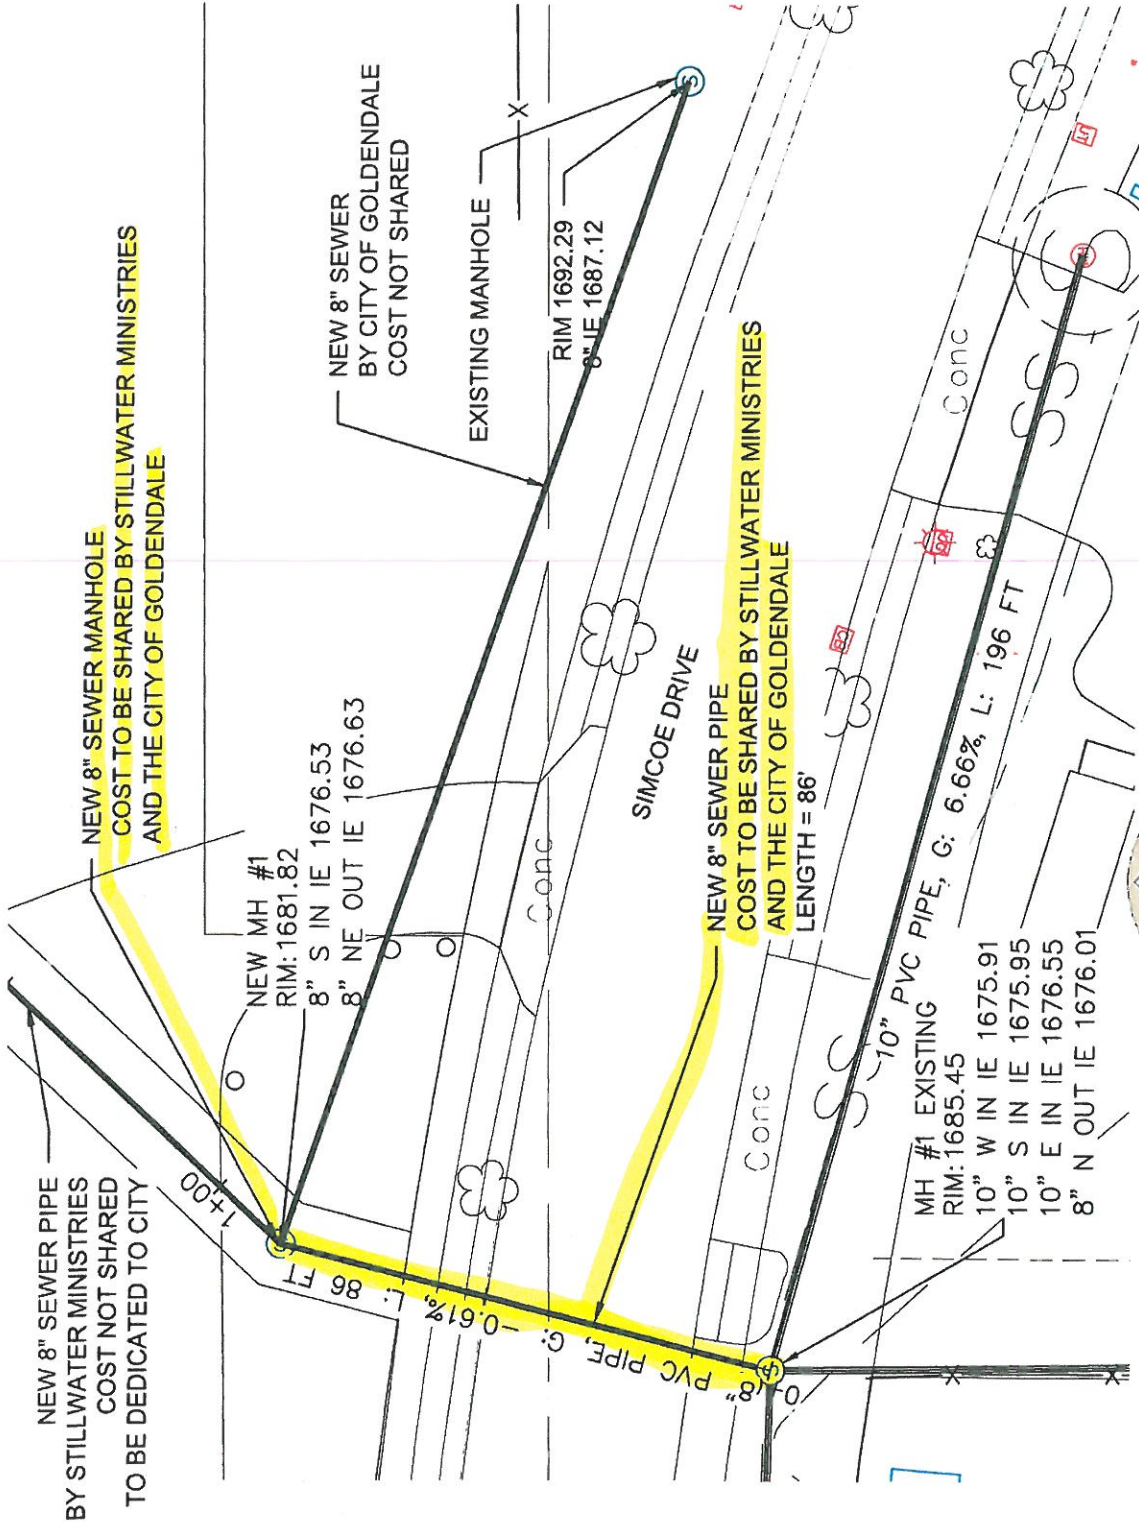 NEW 8" SEWER PIPE
BY STILLWATER MINISTRIES
COST NOT SHARED
TO BE DEDICATED TO CITY
NEW 8" SEWER MANHOLE
COST TO BE SHARED BY STILLWATER MINISTRIES
AND THE CITY OF GOLDENDALE
1+00
NEW MH #1
RIM:1681.82
8" S IN IE 1676.53
8" NE OUT IE 1676.63
NEW 8" SEWER
BY CITY OF GOLDENDALE
COST NOT SHARED
EXISTING MANHOLE
X
RIM 1692.29
8" IE 1687.12
S
Conc
SIMCOE DRIVE
8" PVC PIPE, G: -0.61%, L: 86 FT
NEW 8" SEWER PIPE
COST TO BE SHARED BY STILLWATER MINISTRIES
AND THE CITY OF GOLDENDALE
LENGTH = 86'
Conc
Conc
10" PVC PIPE, G: 6.66%, L: 196 FT
MH #1 EXISTING
RIM:1685.45
10" W IN IE 1675.91
10" S IN IE 1675.95
10" E IN IE 1676.55
8" N OUT IE 1676.01
S
X
X